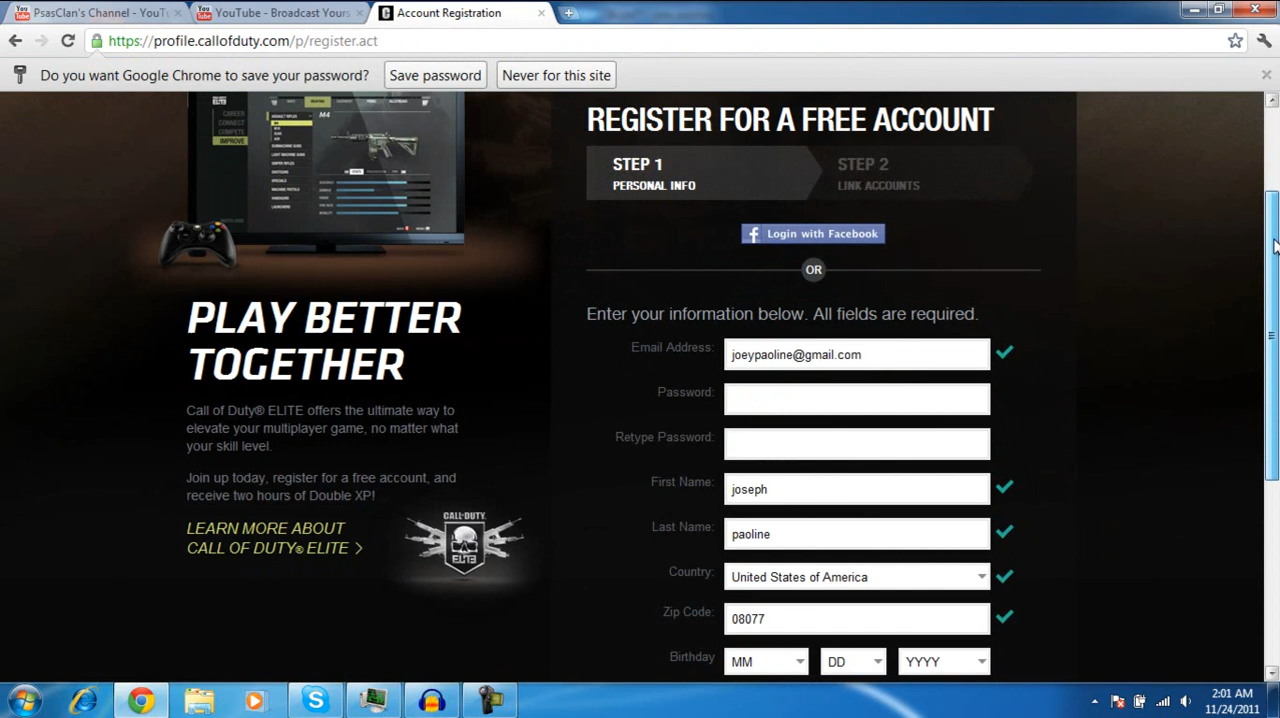 PsasClan's Channel - YouTu
YouTube - Broadcast Yours
Account Registration
https://profile.callofduty.com/p/register.act
Do you want Google Chrome to save your password?
Save password
Never for this site
CAREER
CONNECT
COMPETE
IMPROVE
M4
REGISTER FOR A FREE ACCOUNT
STEP 1
PERSONAL INFO
STEP 2
LINK ACCOUNTS
f Login with Facebook
OR
PLAY BETTER
TOGETHER
Call of Duty® ELITE offers the ultimate way to
elevate your multiplayer game, no matter what
your skill level.
Join up today, register for a free account, and
receive two hours of Double XP!
LEARN MORE ABOUT
CALL OF DUTY® ELITE >
CALL OF DUTY
ELITE
Enter your information below. All fields are required.
Email Address: joeypaoline@gmail.com
Password:
Retype Password:
First Name: joseph
Last Name: paoline
Country: United States of America
Zip Code: 08077
Birthday MM DD YYYY
2:01 AM
11/24/2011